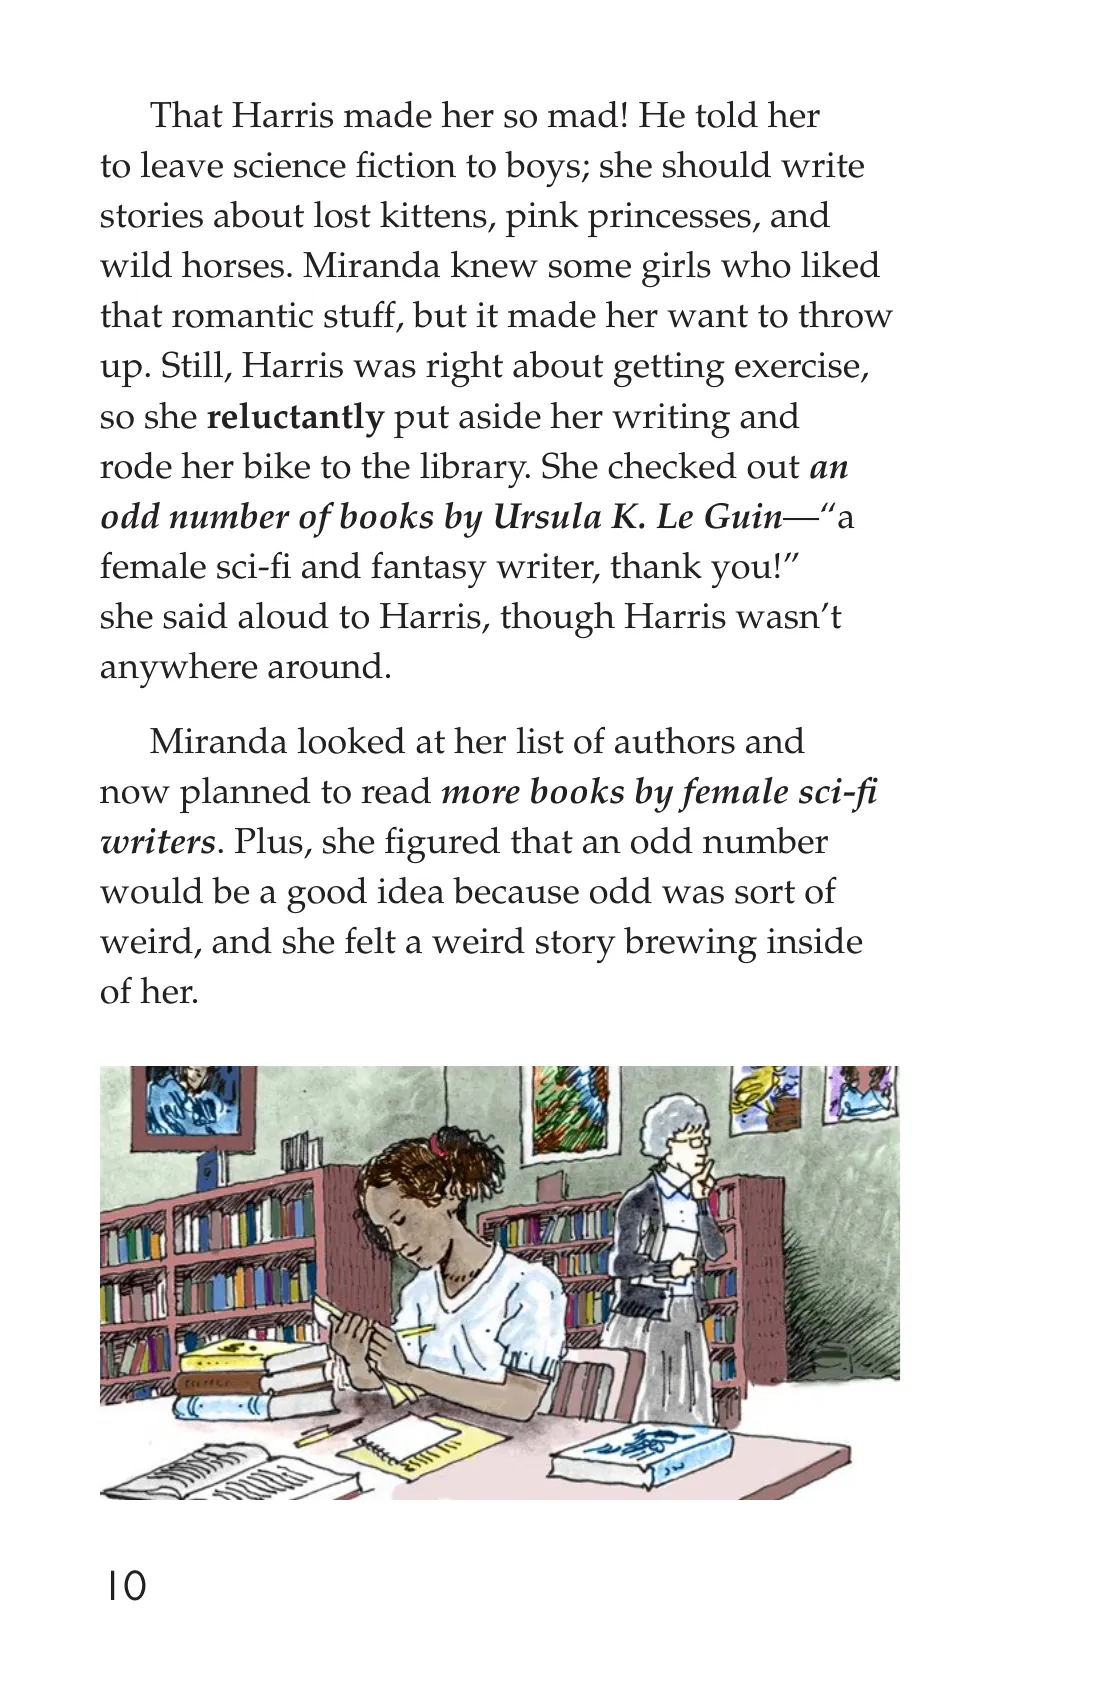 That Harris made her so mad! He told her
to leave science fiction to boys; she should write
stories about lost kittens, pink princesses, and
wild horses. Miranda knew some girls who liked
that romantic stuff, but it made her want to throw
up. Still, Harris was right about getting exercise,
so she reluctantly put aside her writing and
rode her bike to the library. She checked out an
odd number of books by Ursula K. Le Guin—“a
female sci-fi and fantasy writer, thank you!”
she said aloud to Harris, though Harris wasn’t
anywhere around.
Miranda looked at her list of authors and
now planned to read more books by female sci-fi
writers. Plus, she figured that an odd number
would be a good idea because odd was sort of
weird, and she felt a weird story brewing inside
of her.
10